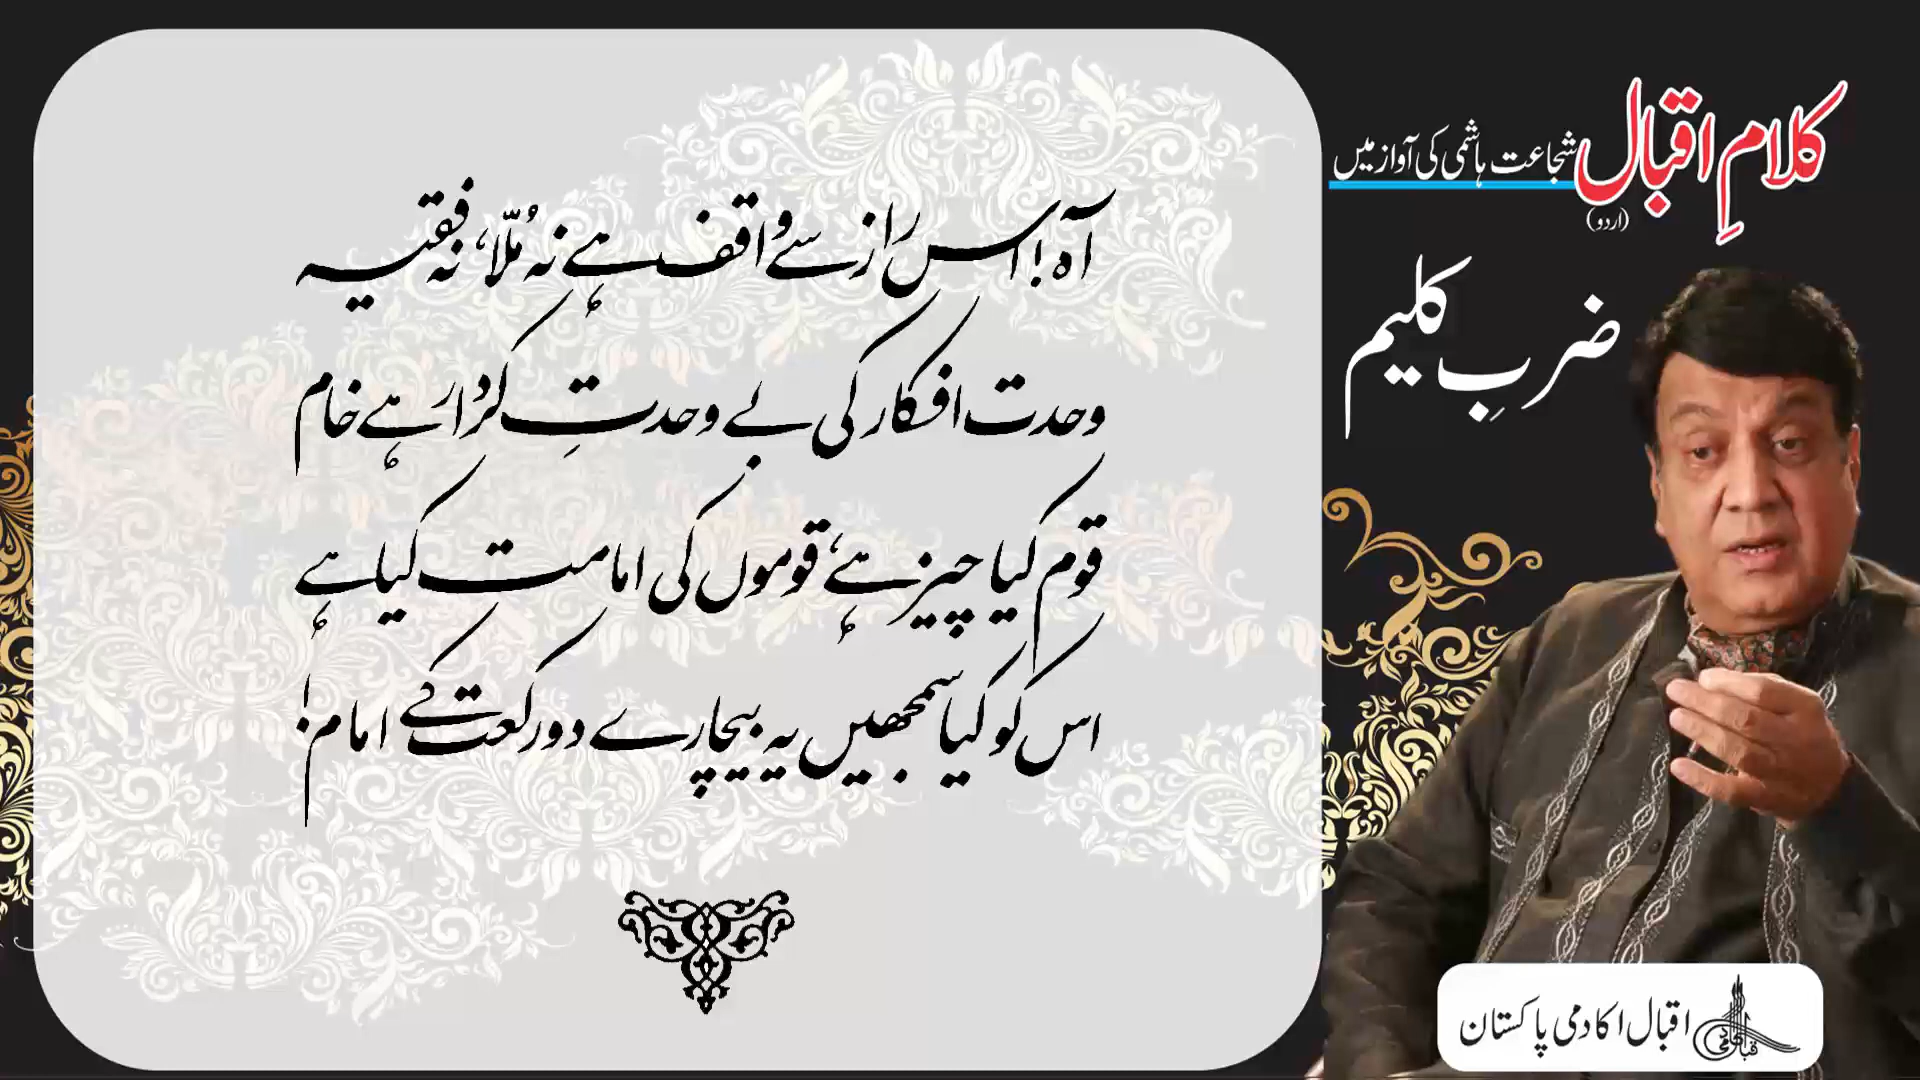 کلامِ اقبال شجاعت ہاشمی کی آواز میں
(اردو)
ضربِ کلیم
آہ! اس راز سے واقف ہے نہ مُلّا، نہ فقیہ
وحدت افکار کی بے وحدتِ کردار ہے خام
قوم کیا چیز ہے، قوموں کی امامت کیا ہے
اس کو کیا سمجھیں یہ بیچارے دو رکعت کے امام!
اقبال اکادمی پاکستان